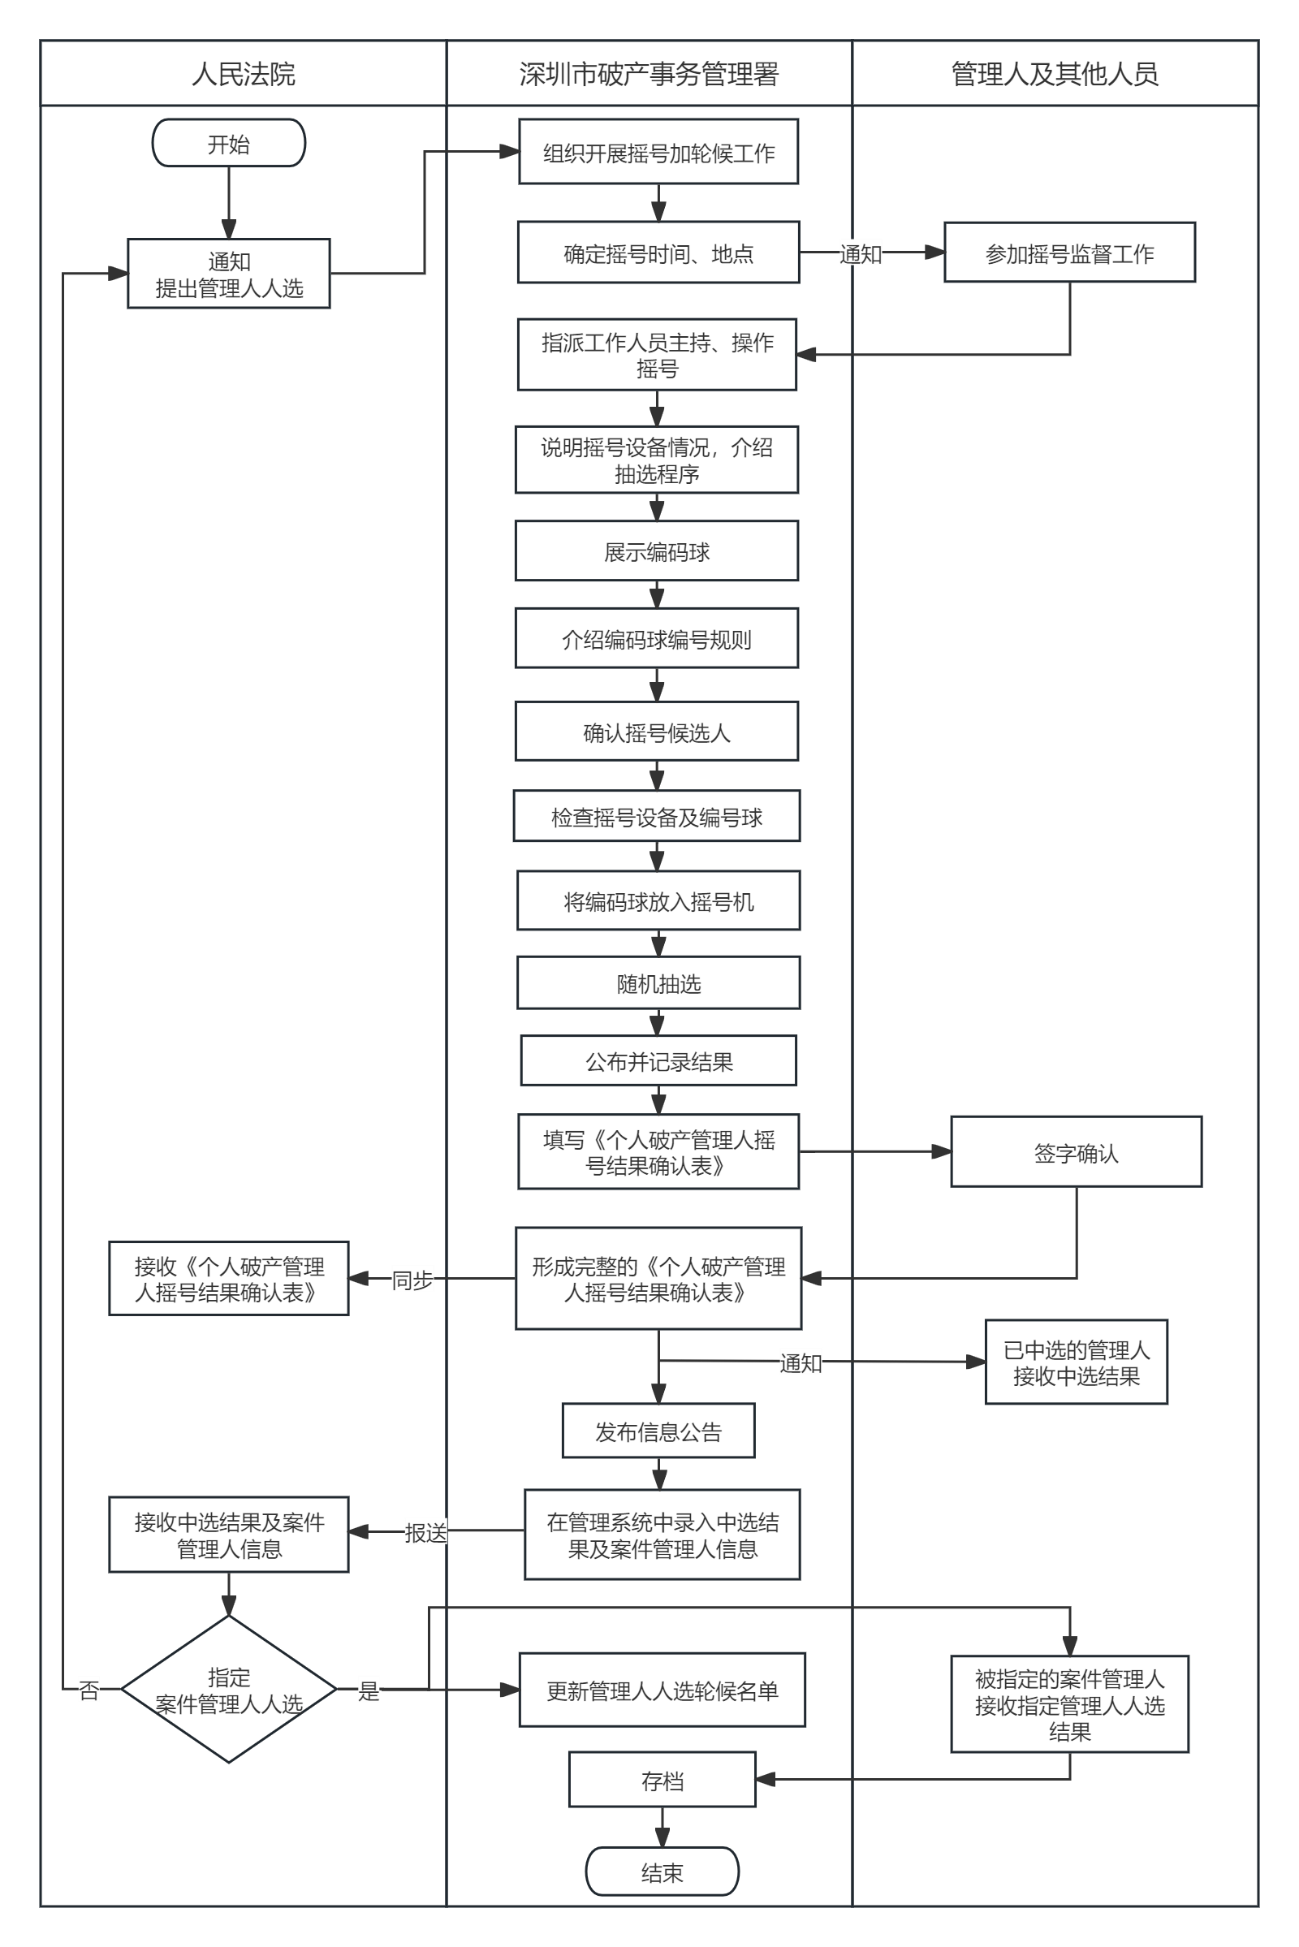 人民法院
深圳市破产事务管理署
管理人及其他人员
开始
组织开展摇号加轮候工作
通知
提出管理人人选
确定摇号时间、地点
通知
参加摇号监督工作
指派工作人员主持、操作
摇号
说明摇号设备情况，介绍
抽选程序
展示编码球
介绍编码球编号规则
确认摇号候选人
检查摇号设备及编号球
将编码球放入摇号机
随机抽选
公布并记录结果
填写《个人破产管理人摇
号结果确认表》
签字确认
接收《个人破产管理
人摇号结果确认表》
同步
形成完整的《个人破产管理
人摇号结果确认表》
通知
已中选的管理人
接收中选结果
发布信息公告
接收中选结果及案件
管理人信息
报送
在管理系统中录入中选结
果及案件管理人信息
否
指定
案件管理人人选
是
更新管理人人选轮候名单
被指定的案件管理人
接收指定管理人人选
结果
存档
结束